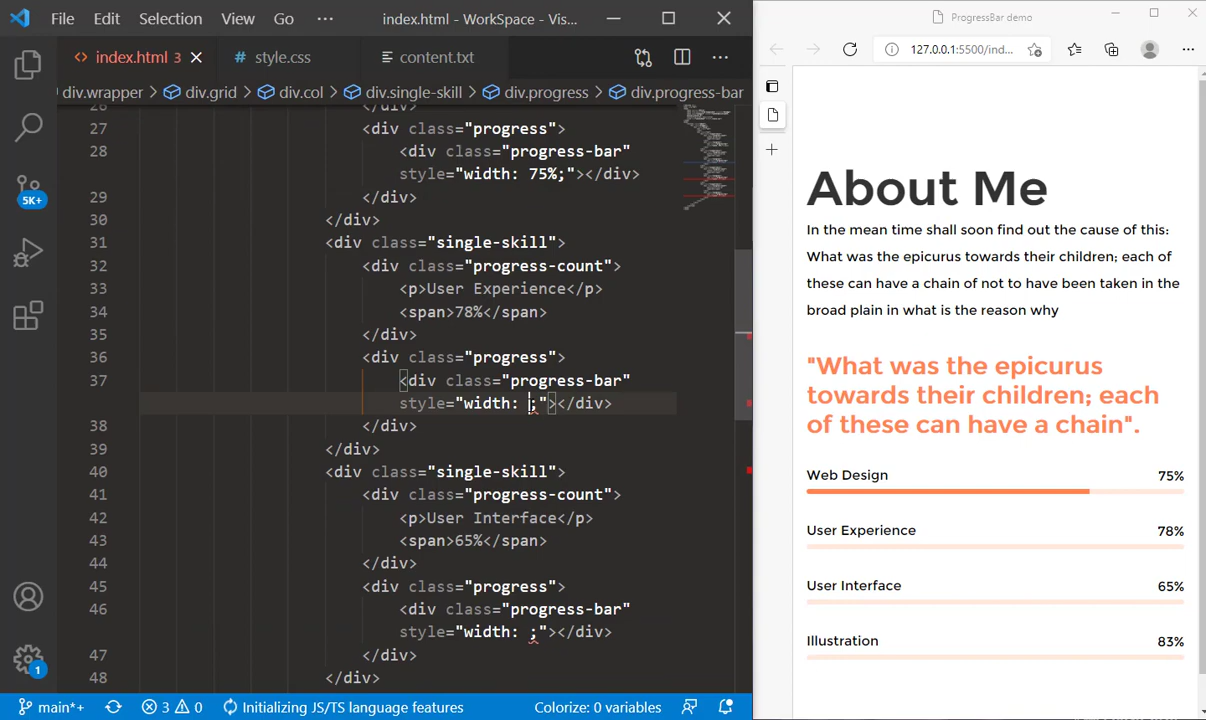 File Edit Selection View Go ··· index.html - WorkSpace - Vis...
index.html 3 style.css content.txt ···
div.wrapper > div.grid > div.col > div.single-skill > div.progress > div.progress-bar
26 </div>
27 <div class="progress">
28 <div class="progress-bar"
style="width: 75%;"></div>
29 </div>
30 </div>
31 <div class="single-skill">
32 <div class="progress-count">
33 <p>User Experience</p>
34 <span>78%</span>
35 </div>
36 <div class="progress">
37 <div class="progress-bar"
style="width: ;"></div>
38 </div>
39 </div>
40 <div class="single-skill">
41 <div class="progress-count">
42 <p>User Interface</p>
43 <span>65%</span>
44 </div>
45 <div class="progress">
46 <div class="progress-bar"
style="width: ;"></div>
47 </div>
48 </div>
5K+
1
main*+ 3 0 Initializing JS/TS language features Colorize: 0 variables
ProgressBar demo
127.0.0.1:5500/ind...
About Me
In the mean time shall soon find out the cause of this:
What was the epicurus towards their children; each of
these can have a chain of not to have been taken in the
broad plain in what is the reason why
"What was the epicurus
towards their children; each
of these can have a chain".
Web Design 75%
User Experience 78%
User Interface 65%
Illustration 83%